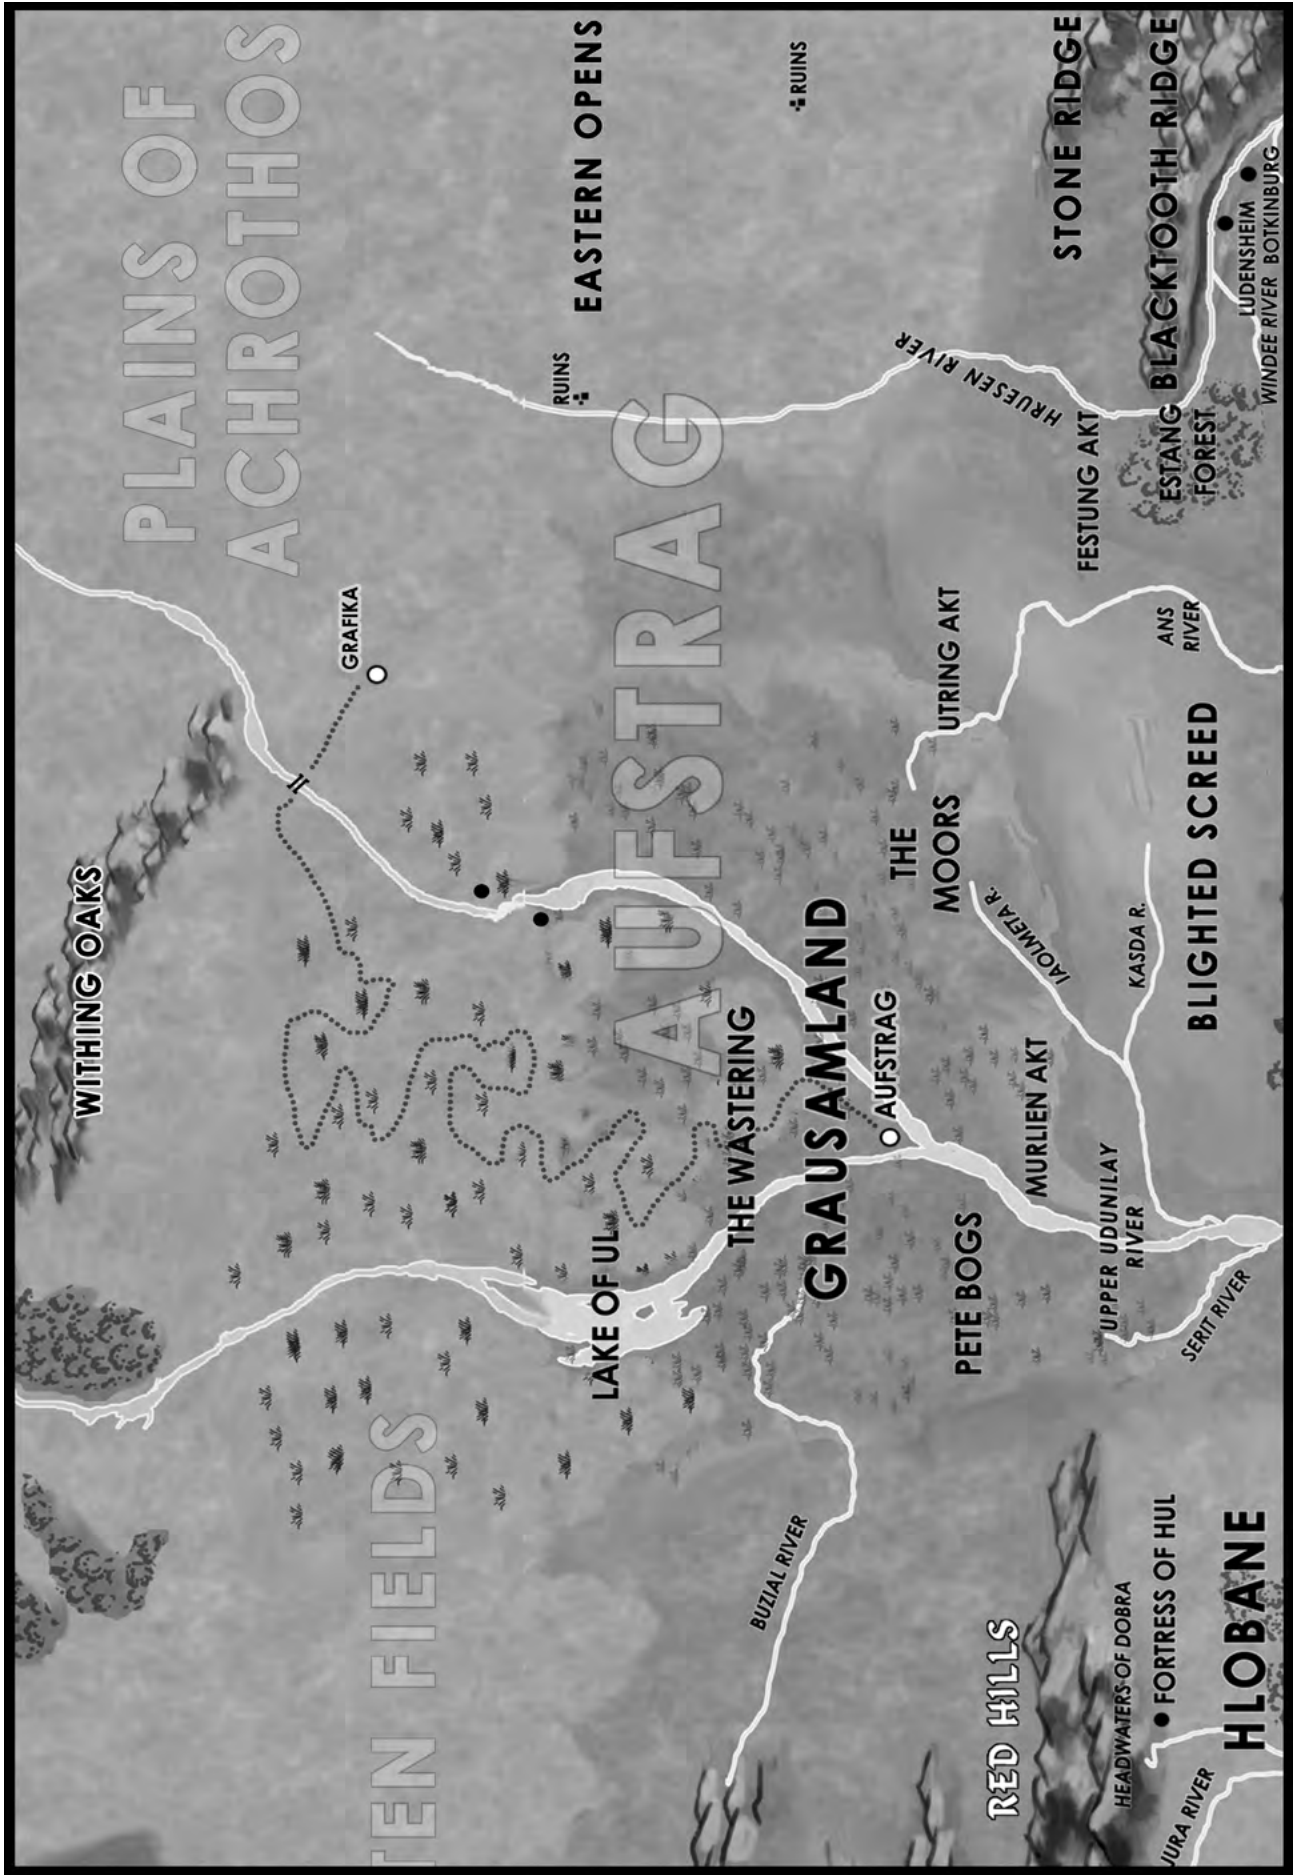 WITHING OAKS
PLAINS OF
ACHROTHOS
GRAFIKA
TEN FIELDS
LAKE OF UL
RUINS
EASTERN OPENS
RUINS
AUFSTRAG
THE WASTERING
BUZIAL RIVER
GRAUSAMLAND
AUFSTRAG
THE
MOORS
UTRING AKT
HRUESEN RIVER
PETE BOGS
IAOLMETA R.
MURLIEN AKT
RED HILLS
STONE RIDGE
FESTUNG AKT
UPPER UDUNILAY
RIVER
KASDA R.
HEADWATERS OF DOBRA
FORTRESS OF HUL
SERIT RIVER
BLIGHTED SCREED
ANS
RIVER
ESTANG
FOREST
BLACKTOOTH RIDGE
JURA RIVER
HLOBANE
LUDENSHEIM
WINDEE RIVER
BOTKINBURG